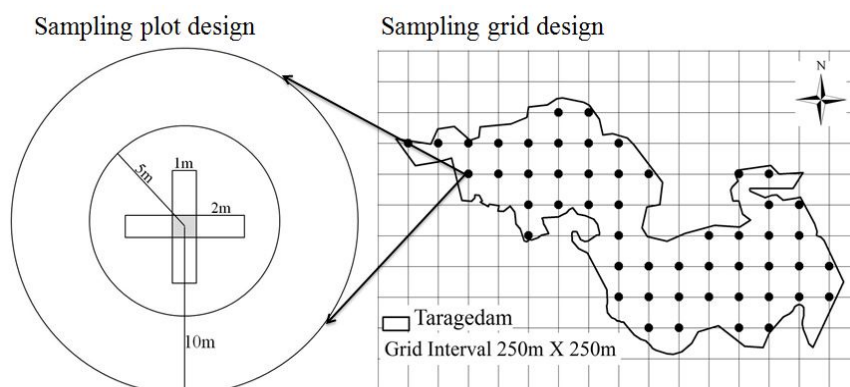 Sampling plot design
Sampling grid design
N
1m
5m
2m
10m
Taragedam
Grid Interval 250m X 250m